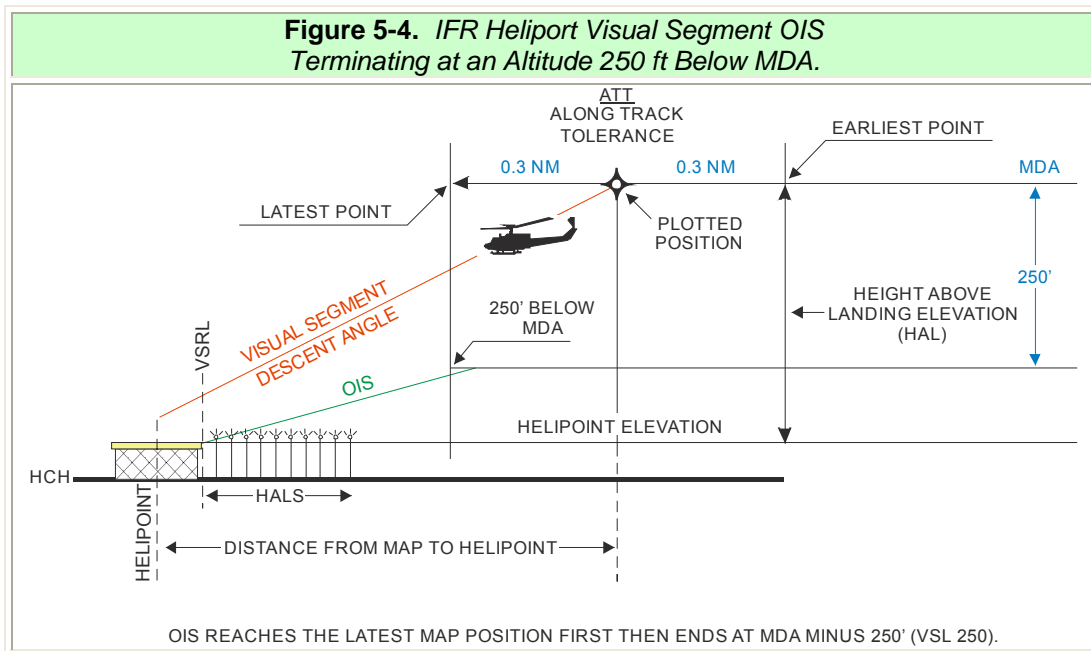 Figure 5-4. IFR Heliport Visual Segment OIS
Terminating at an Altitude 250 ft Below MDA.
ATT
ALONG TRACK
TOLERANCE
EARLIEST POINT
0.3 NM
0.3 NM
MDA
LATEST POINT
PLOTTED
POSITION
250'
250' BELOW
MDA
HEIGHT ABOVE
LANDING ELEVATION
(HAL)
VISUAL SEGMENT
DESCENT ANGLE
VSRL
OIS
HELIPOINT ELEVATION
HCH
HALS
HELIPOINT
DISTANCE FROM MAP TO HELIPOINT
OIS REACHES THE LATEST MAP POSITION FIRST THEN ENDS AT MDA MINUS 250' (VSL 250).